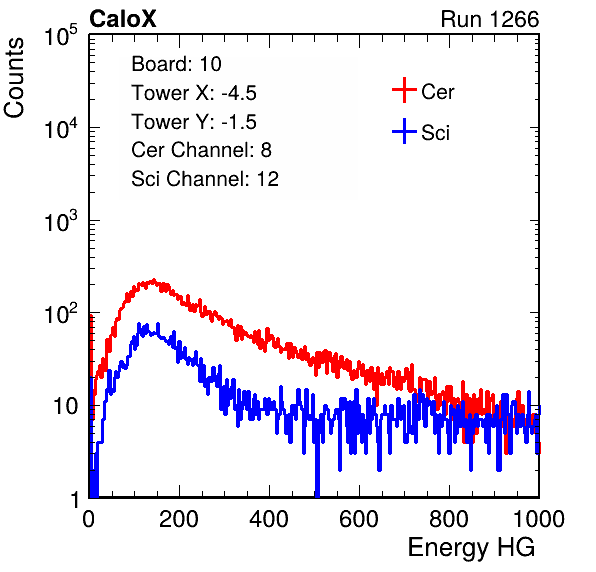 CaloX Run 1266
Counts
10^5
10^4
10^3
10^2
10
1
Board: 10
Tower X: -4.5
Tower Y: -1.5
Cer Channel: 8
Sci Channel: 12
Cer
Sci
0 200 400 600 800 1000
Energy HG